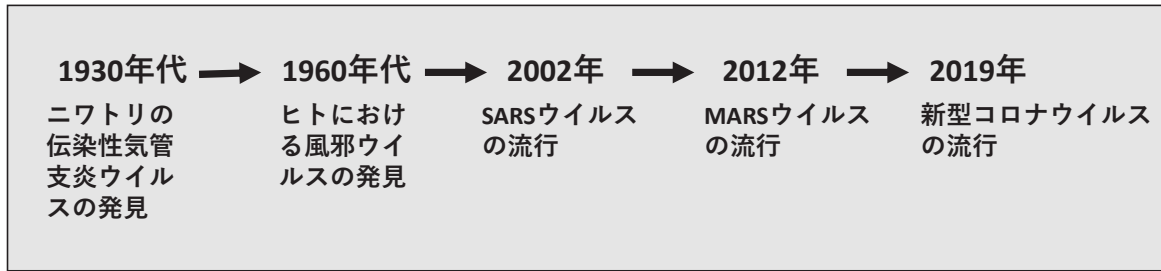 1930年代
ニワトリの
伝染性気管
支炎ウイル
スの発見
1960年代
ヒトにおけ
る風邪ウイ
ルスの発見
2002年
SARSウイルス
の流行
2012年
MARSウイルス
の流行
2019年
新型コロナウイルス
の流行